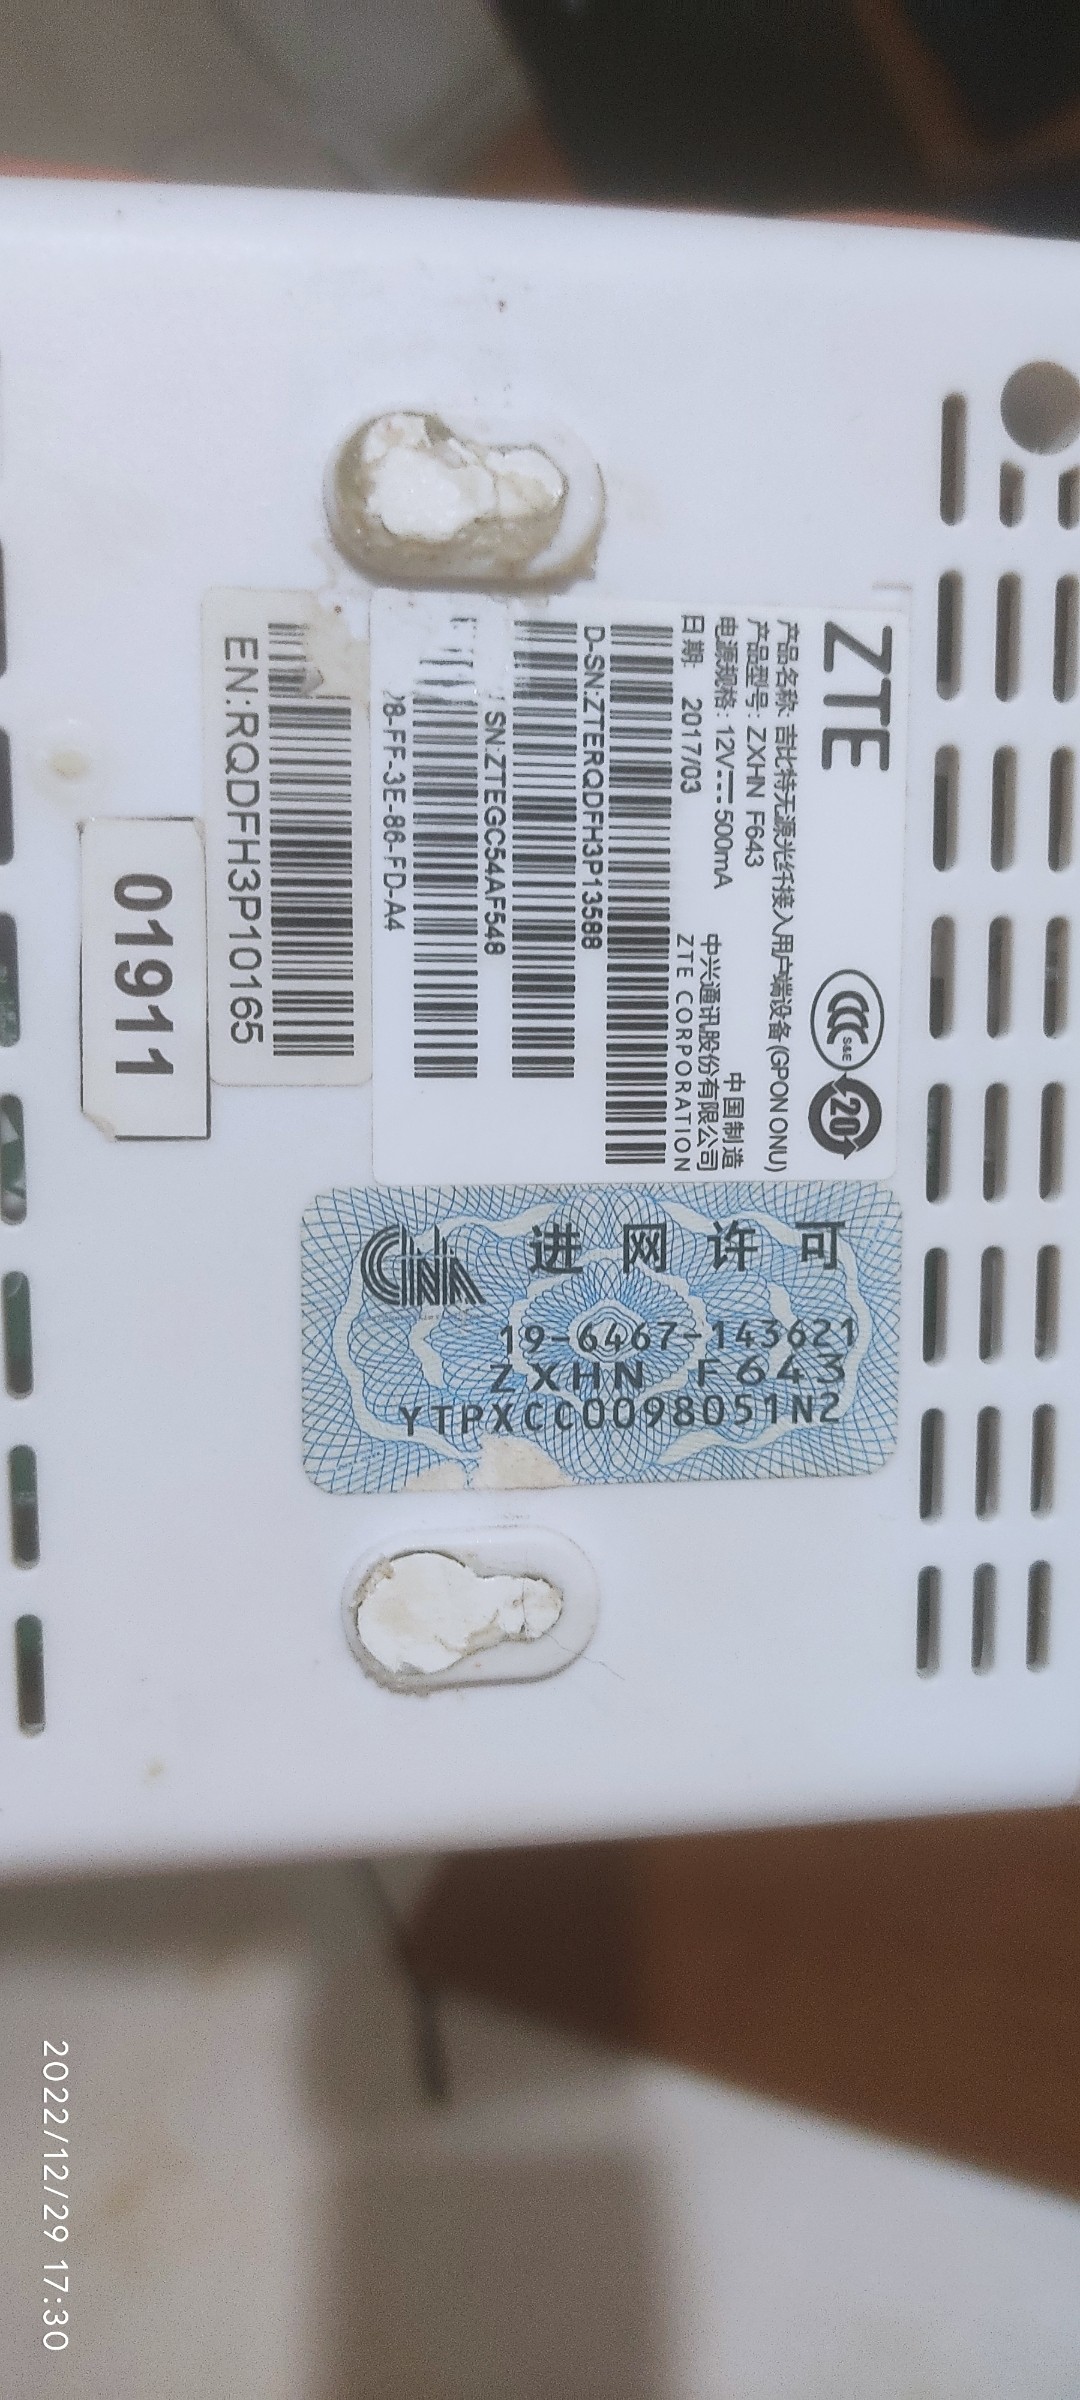 ZTE
S&E
20
产品名称: 吉比特无源光纤接入用户端设备 (GPON ONU)
产品型号: ZXHN F643
电源规格: 12V 500mA
中国制造
日期: 2017/03
中兴通讯股份有限公司
ZTE CORPORATION
D-SN:ZTERQDFH3P13588
SN:ZTEGC54AF548
8-FF-3E-86-FD-A4
EN:RQDFH3P10165
01911
进网许可
19-6467-143621
ZXHN F643
YTPXCC0098051N2
2022/12/29 17:30